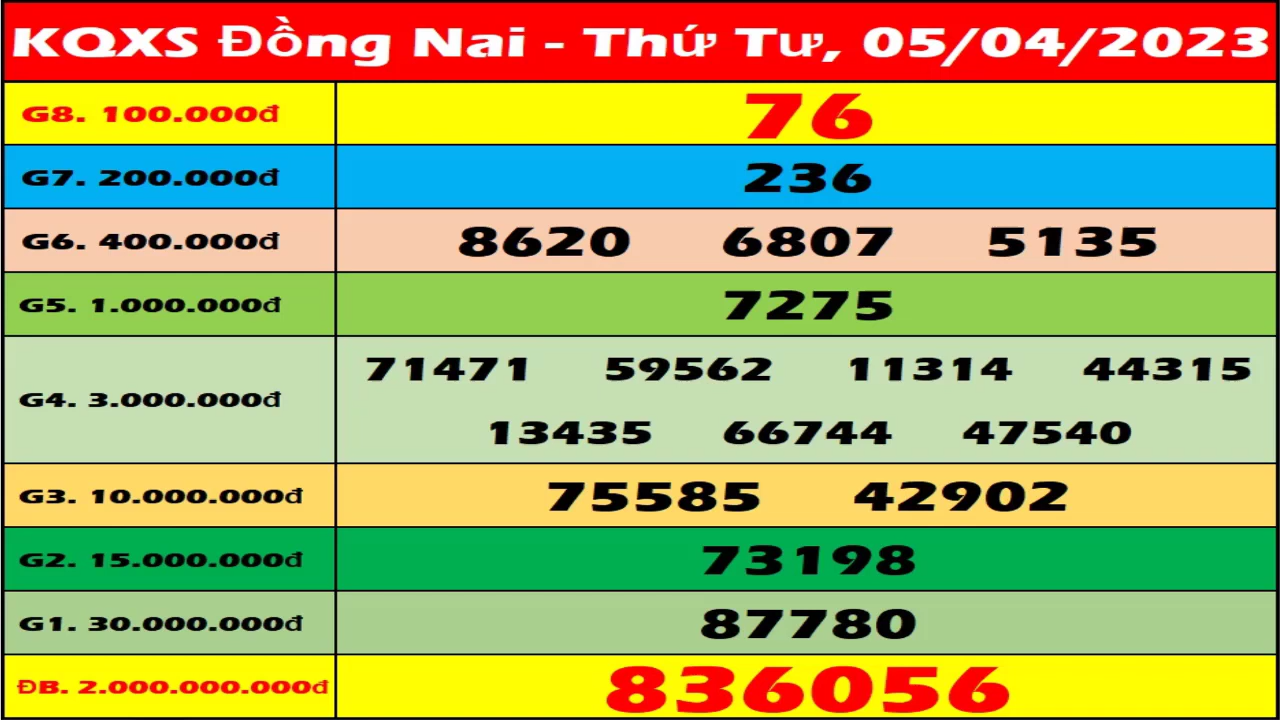 KQXS Đồng Nai - Thứ Tư, 05/04/2023
G8. 100.000đ 76
G7. 200.000đ 236
G6. 400.000đ 8620 6807 5135
G5. 1.000.000đ 7275
G4. 3.000.000đ 71471 59562 11314 44315
13435 66744 47540
G3. 10.000.000đ 75585 42902
G2. 15.000.000đ 73198
G1. 30.000.000đ 87780
ĐB. 2.000.000.000đ 836056